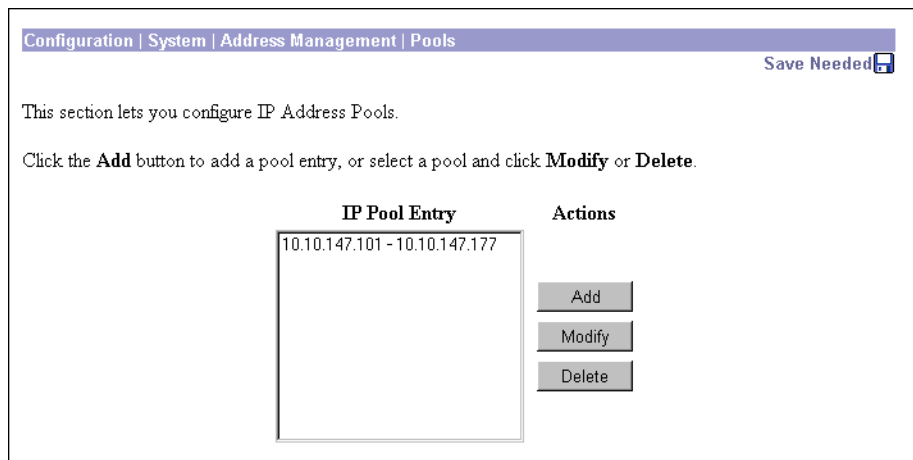 Configuration | System | Address Management | Pools
Save Needed
This section lets you configure IP Address Pools.
Click the Add button to add a pool entry, or select a pool and click Modify or Delete.
IP Pool Entry
Actions
10.10.147.101 - 10.10.147.177
Add
Modify
Delete